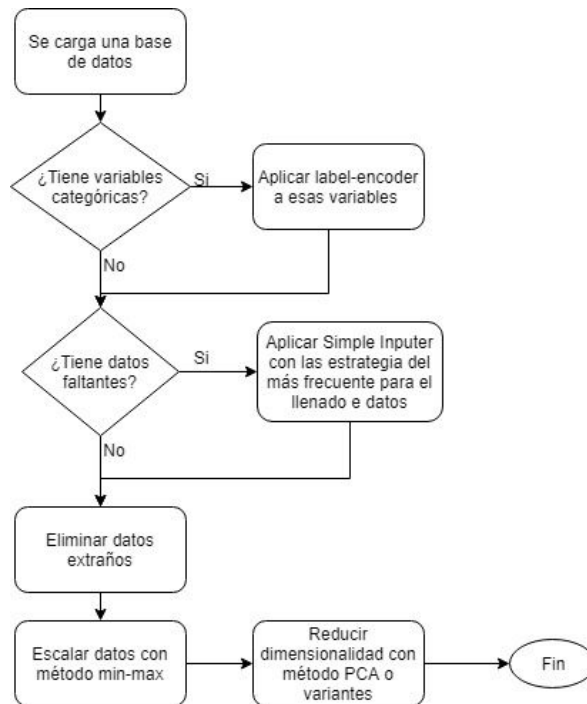 Se carga una base
de datos
¿Tiene variables
categóricas?
Si
Aplicar label-encoder
a esas variables
No
¿Tiene datos
faltantes?
Si
Aplicar Simple Inputer
con las estrategia del
más frecuente para el
llenado e datos
No
Eliminar datos
extraños
Escalar datos con
método min-max
Reducir
dimensionalidad con
método PCA o
variantes
Fin